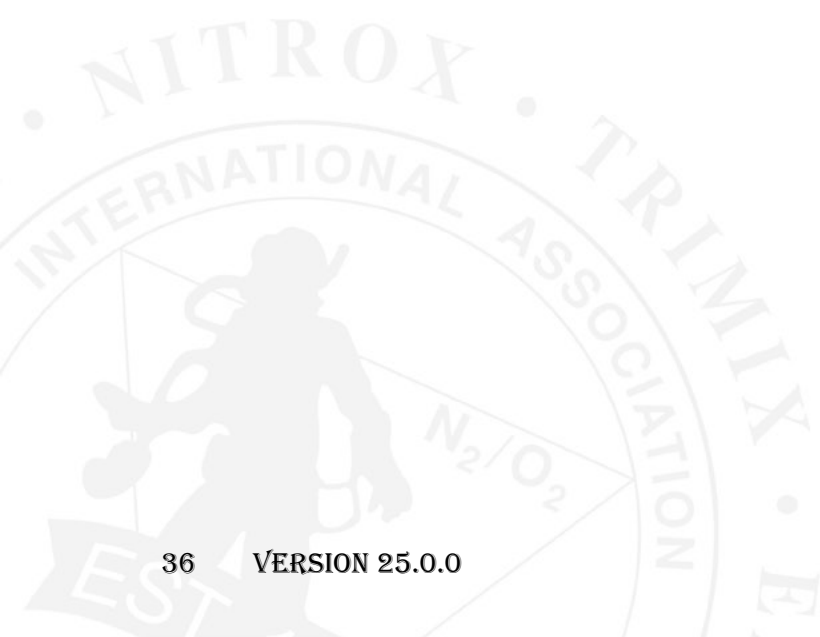 • NITROX • TRIMIX •
INTERNATIONAL ASSOCIATION
N₂/O₂
EST
36 VERSION 25.0.0